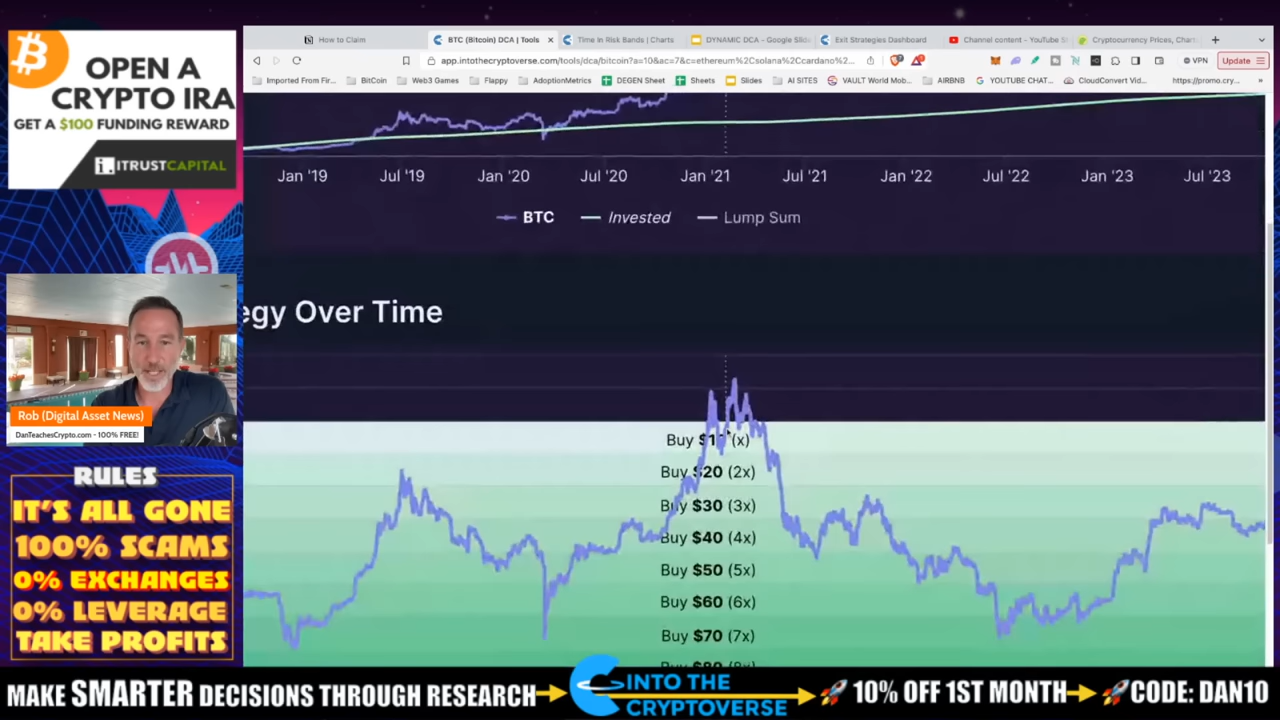 OPEN A
CRYPTO IRA
GET A $100 FUNDING REWARD
i. ITRUSTCAPITAL
Rob (Digital Asset News)
DanTeachesCrypto.com - 100% FREE!
RULES
IT'S ALL GONE
100% SCAMS
0% EXCHANGES
0% LEVERAGE
TAKE PROFITS
How to Claim
BTC (Bitcoin) DCA | Tools
Time In Risk Bands | Charts
DYNAMIC DCA - Google Slid
Exit Strategies Dashboard
Channel content - YouTube St
Cryptocurrency Prices, Chart
app.intothecryptoverse.com/tools/dca/bitcoin?a=10&ac=7&c=ethereum%2Csolana%2Ccardano%2...
VPN
Update
Imported From Fir...
BitCoin
Web3 Games
Flappy
AdoptionMetrics
DEGEN Sheet
Sheets
Slides
AI SITES
VAULT World Mob...
AIRBNB
YOUTUBE CHAT...
CloudConvert Vid...
https://promo.cry...
Jan '19 Jul '19 Jan '20 Jul '20 Jan '21 Jul '21 Jan '22 Jul '22 Jan '23 Jul '23
BTC Invested Lump Sum
egy Over Time
Buy (x)
Buy $20 (2x)
Buy $30 (3x)
Buy $40 (4x)
Buy $50 (5x)
Buy $60 (6x)
Buy $70 (7x)
MAKE SMARTER DECISIONS THROUGH RESEARCH
INTO THE
CRYPTOVERSE
10% OFF 1ST MONTH
CODE: DAN10